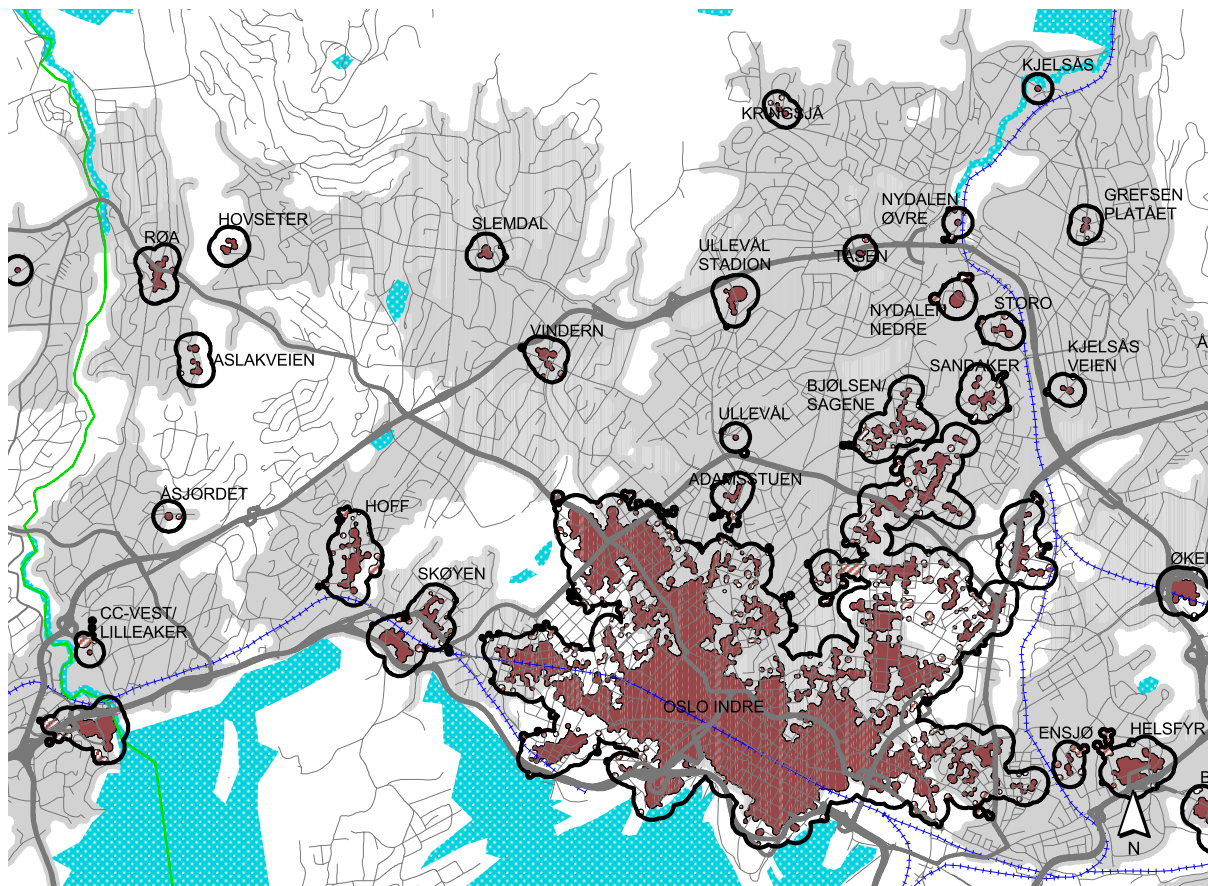 KJELSÅS
KRINGSJÅ
NYDALEN
ØVRE
GREFSEN
PLATÅET
HOVSETER
SLEMDAL
RØA
ULLEVÅL
STADION
TÅSEN
NYDALEN
NEDRE
STORO
VINDERN
ASLAKVEIEN
KJELSÅS
VEIEN
SANDAKER
BJØLSEN/
SAGENE
ULLEVÅL
ADAMSSTUEN
ÅSJORDET
HOFF
SKØYEN
CC-VEST/
LILLEAKER
OSLO INDRE
ENSJØ
HELSFYR
N